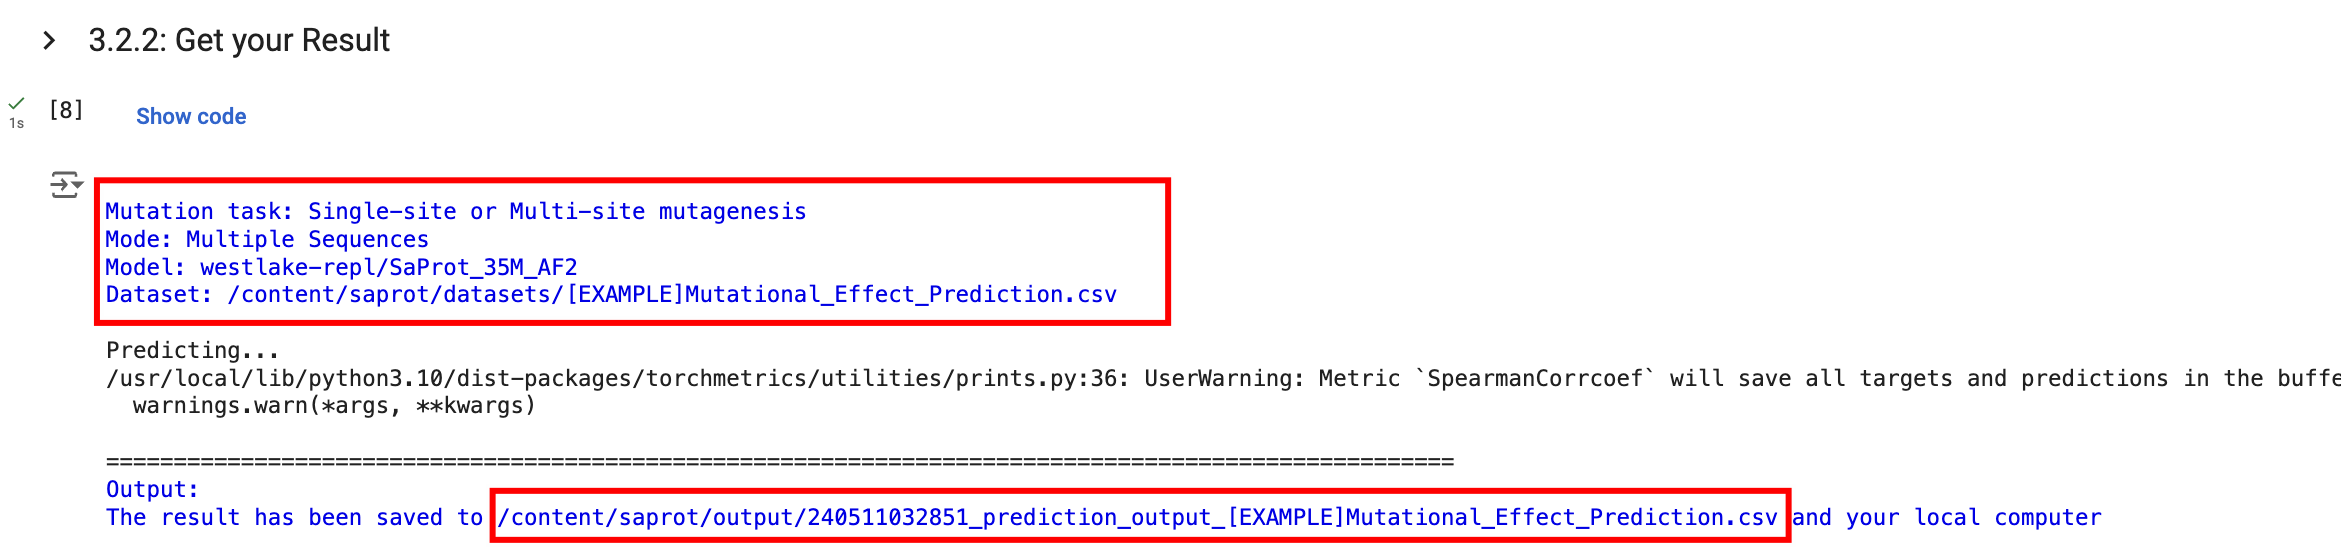 3.2.2: Get your Result
[8] Show code
1s
Mutation task: Single-site or Multi-site mutagenesis
Mode: Multiple Sequences
Model: westlake-repl/SaProt_35M_AF2
Dataset: /content/saprot/datasets/[EXAMPLE]Mutational_Effect_Prediction.csv
Predicting...
/usr/local/lib/python3.10/dist-packages/torchmetrics/utilities/prints.py:36: UserWarning: Metric `SpearmanCorrcoef` will save all targets and predictions in the buffe
warnings.warn(*args, **kwargs)
====================================================================================================
Output:
The result has been saved to /content/saprot/output/240511032851_prediction_output_[EXAMPLE]Mutational_Effect_Prediction.csv and your local computer